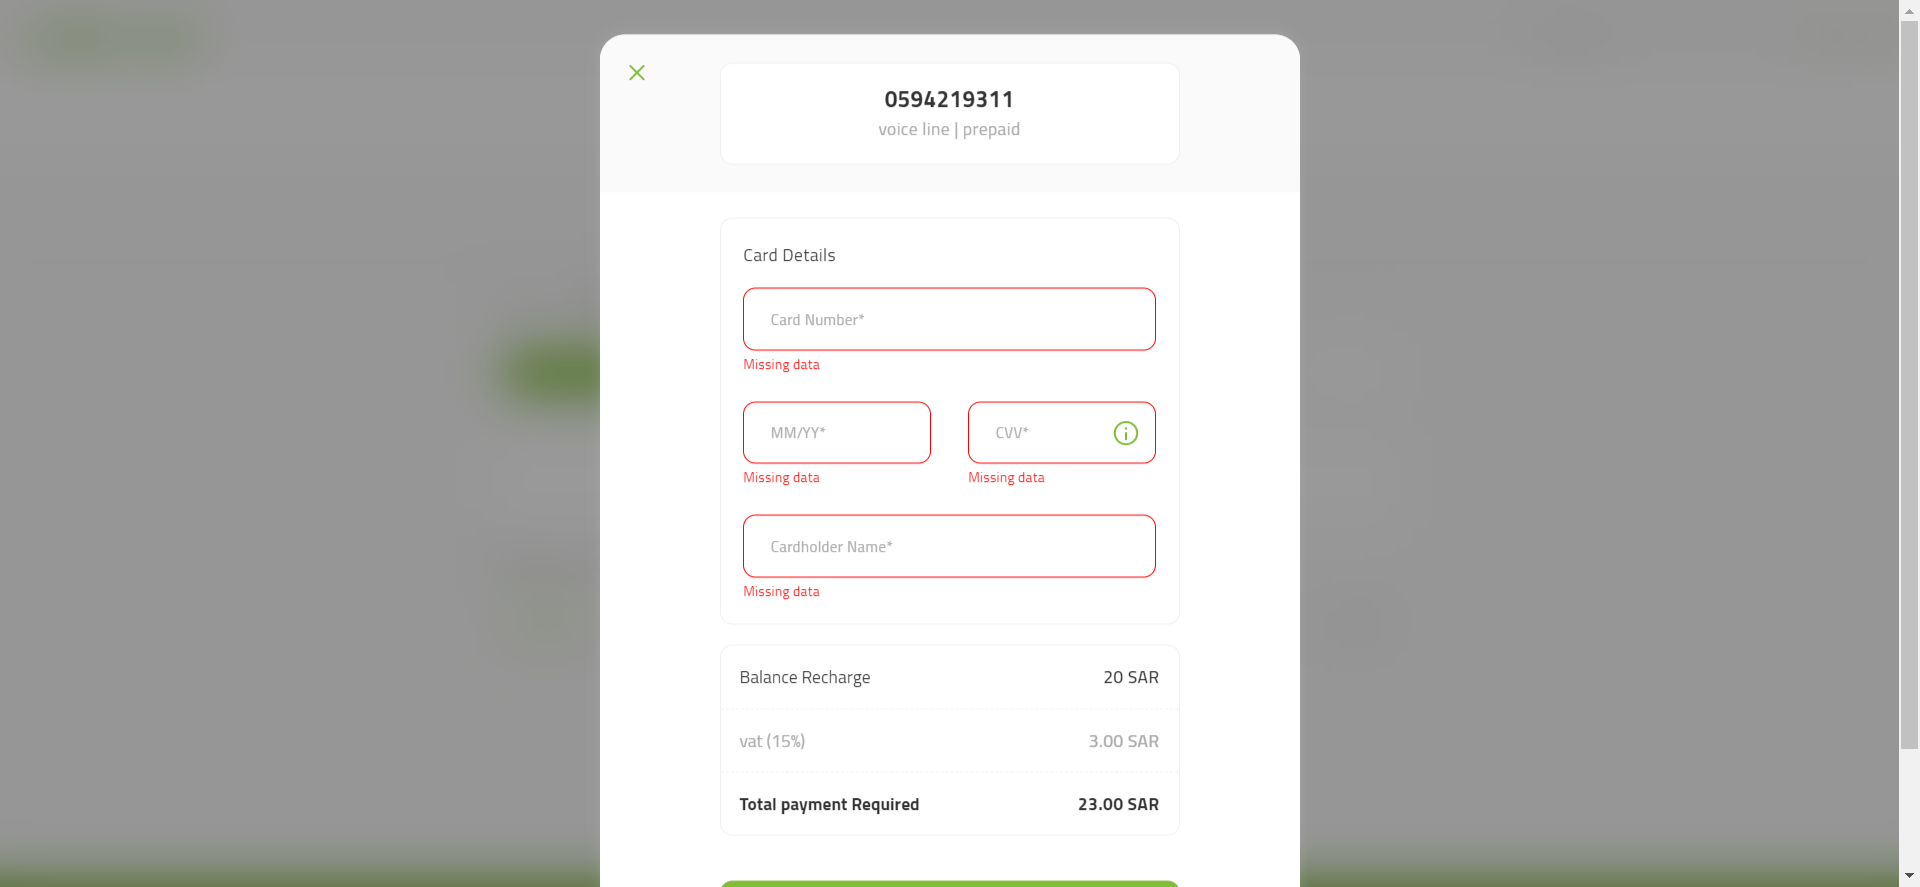 0594219311
voice line | prepaid
Card Details
Card Number*
Missing data
MM/YY*
CVV*
Missing data
Missing data
Cardholder Name*
Missing data
Balance Recharge 20 SAR
vat (15%) 3.00 SAR
Total payment Required 23.00 SAR